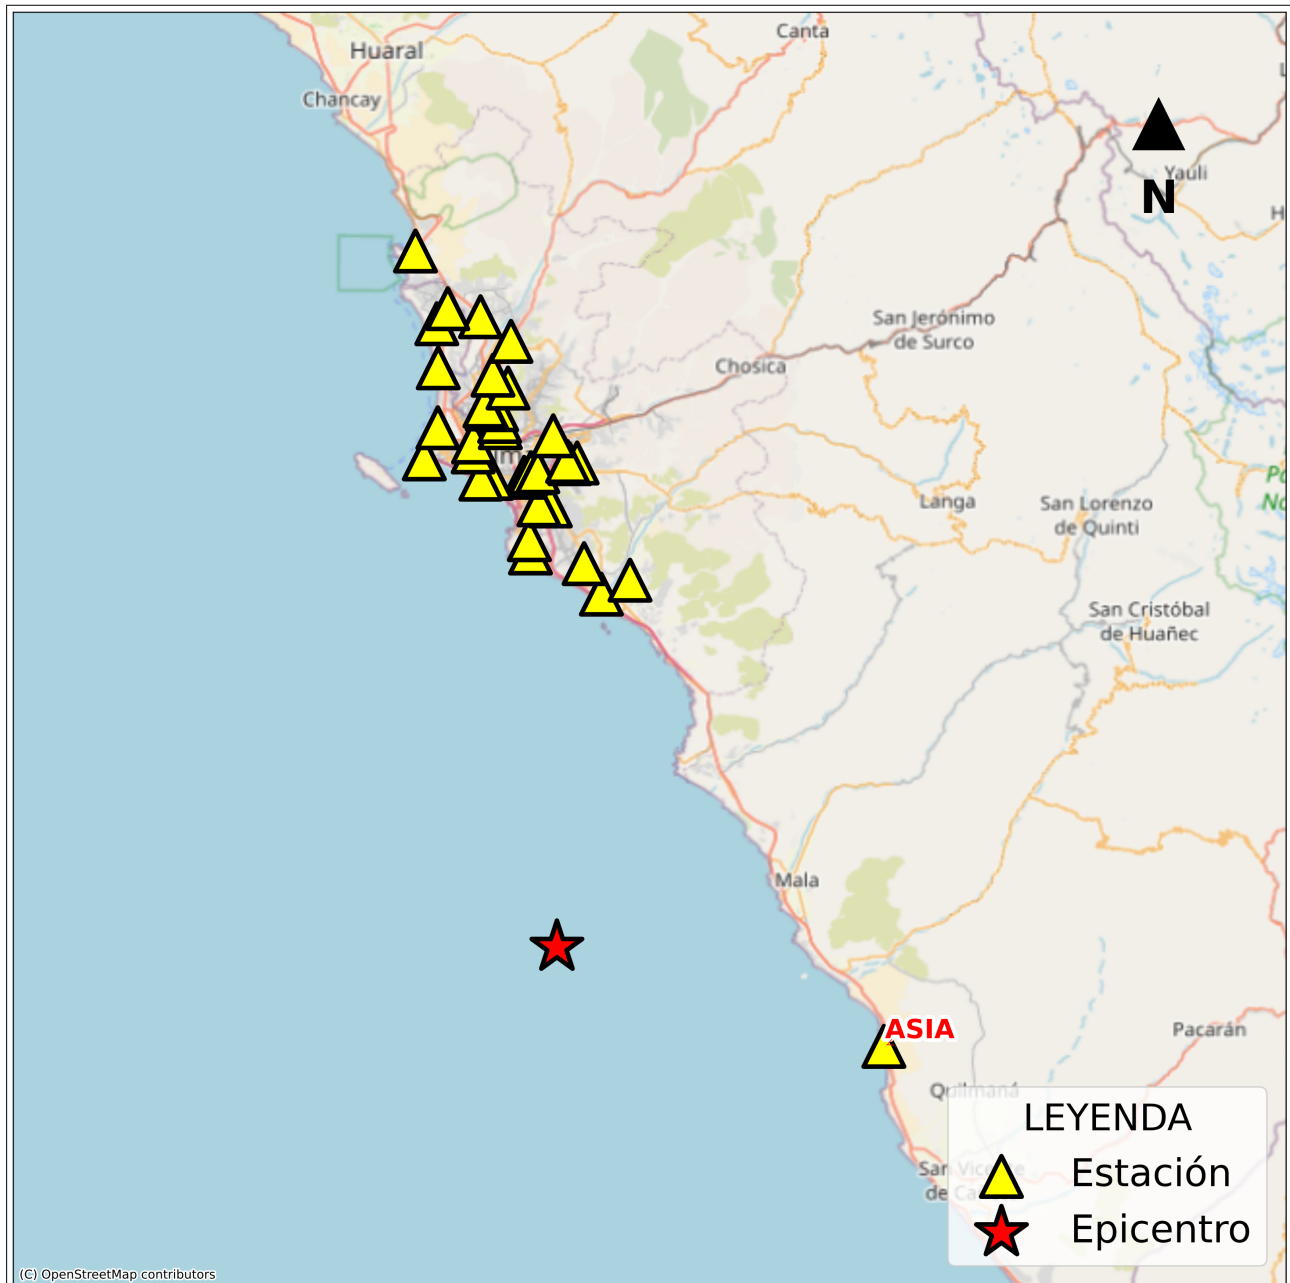 Canta
Huaral
Chancay
Yauli
N
San Jerónimo
de Surco
Chosica
Langa
San Lorenzo
de Quinti
San Cristóbal
de Huañec
Mala
ASIA
Pacarán
Quilmaná
LEYENDA
Estación
Epicentro
(C) OpenStreetMap contributors